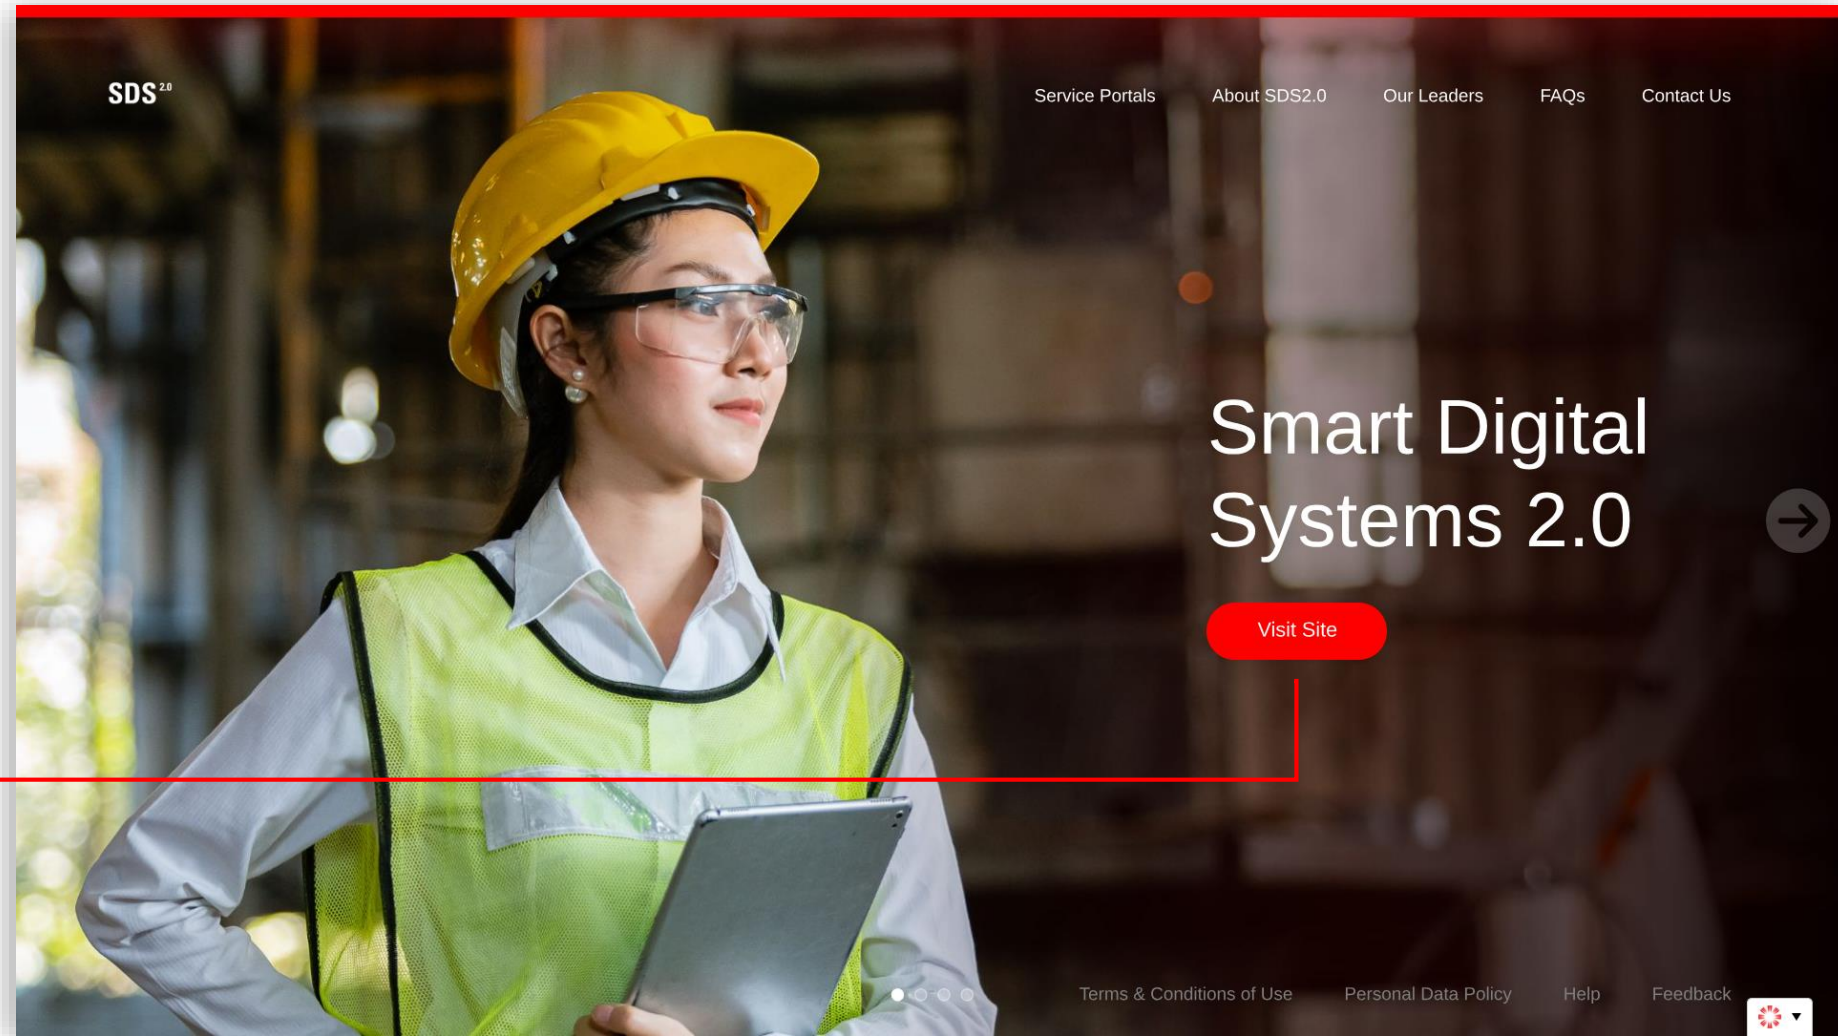 SDS 2.0
Service Portals About SDS2.0 Our Leaders FAQs Contact Us
Smart Digital
Systems 2.0
Visit Site
Terms & Conditions of Use Personal Data Policy Help Feedback